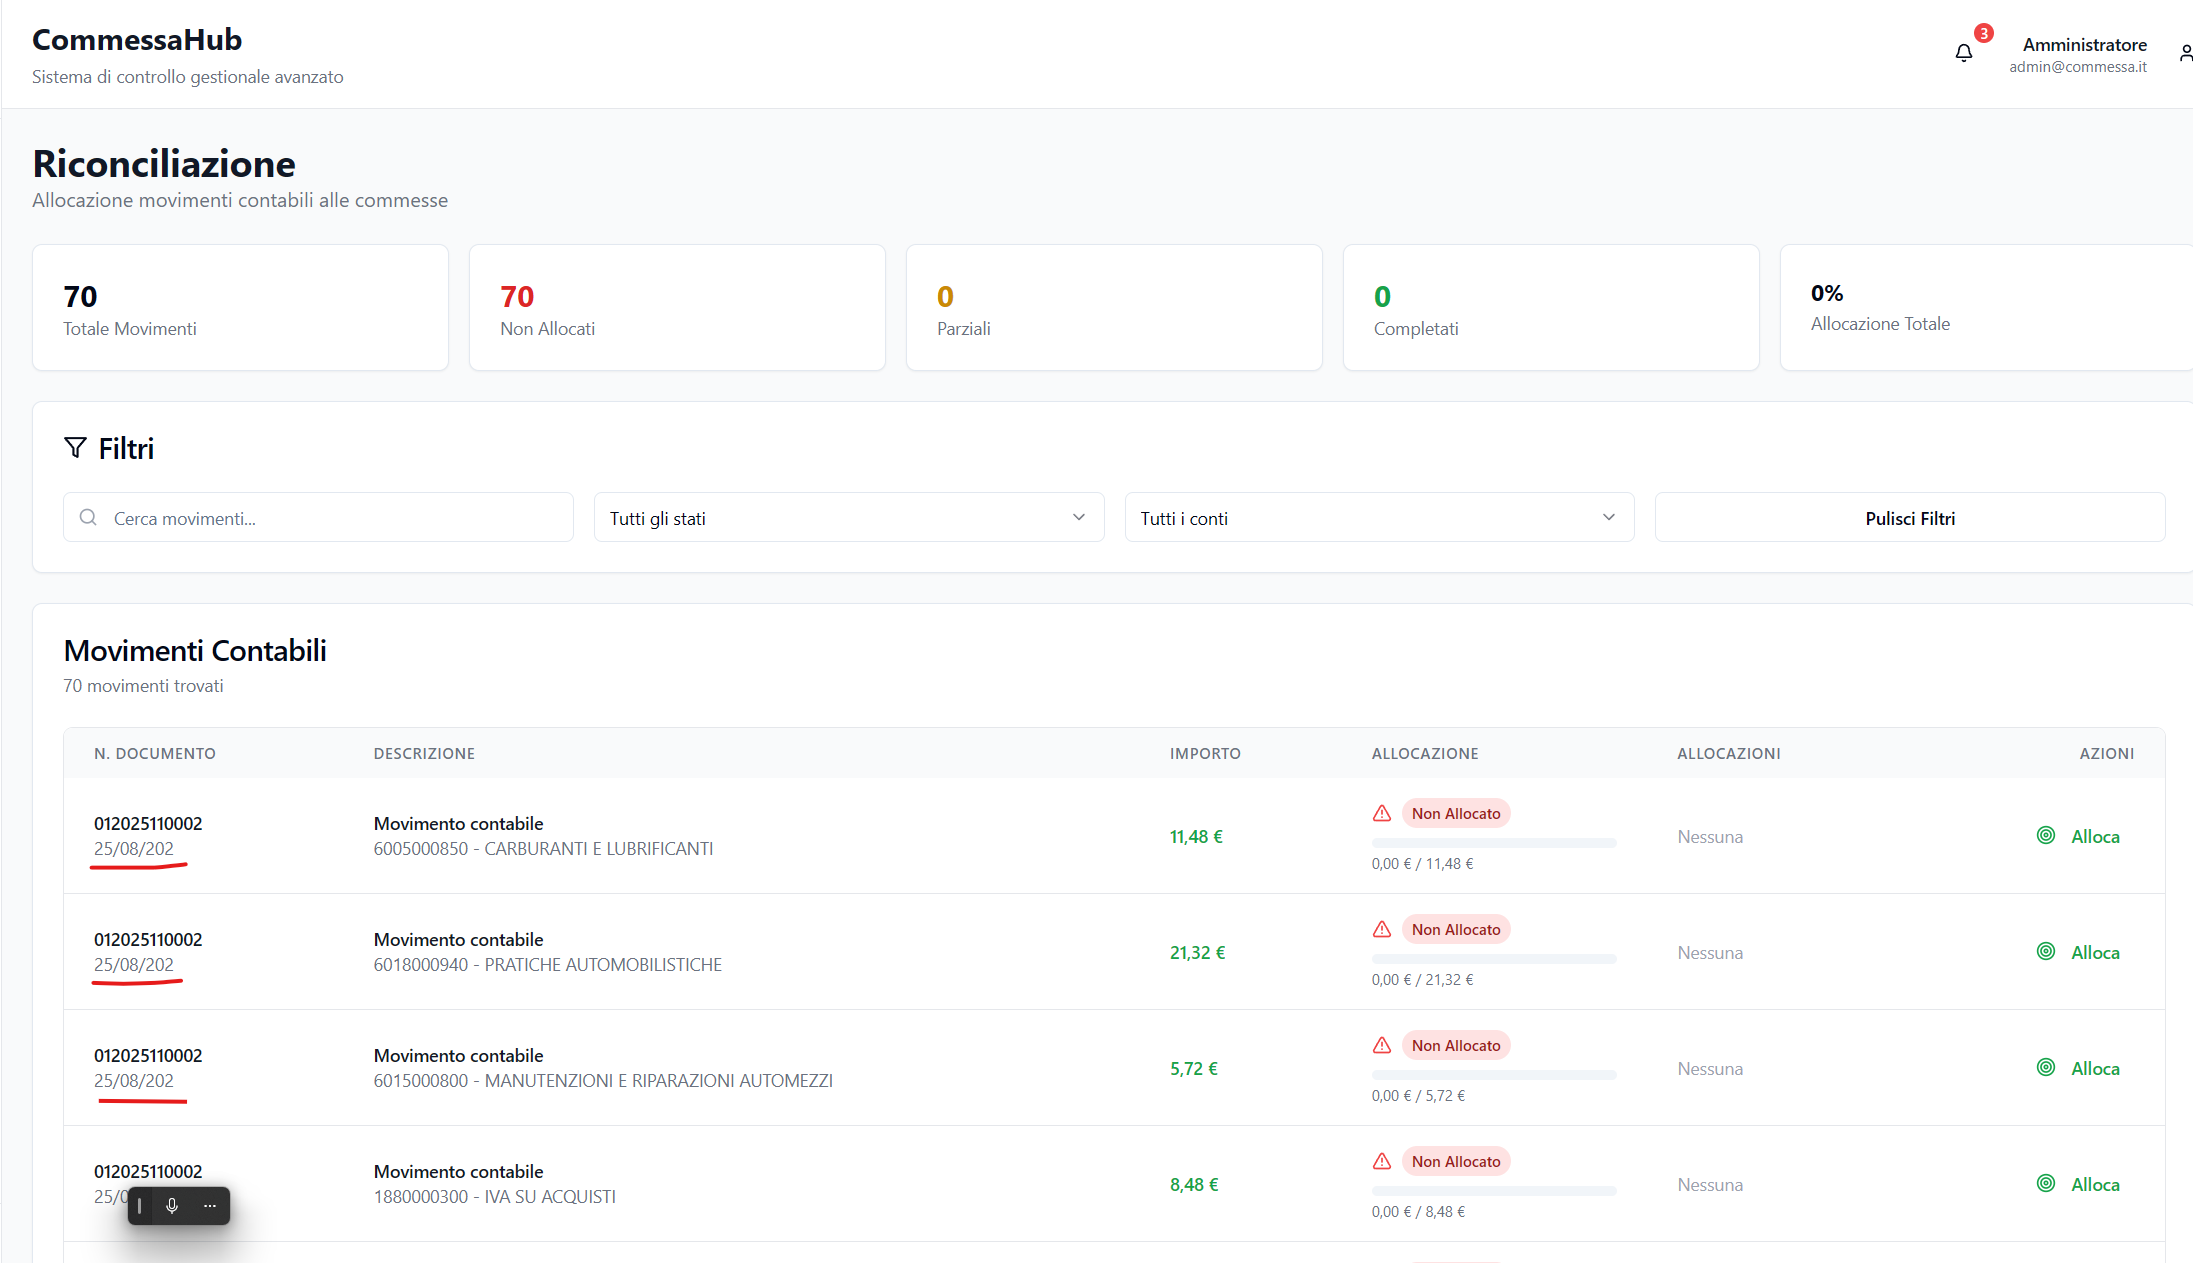 CommessaHub
Sistema di controllo gestionale avanzato
3
Amministratore
admin@commessa.it
Riconciliazione
Allocazione movimenti contabili alle commesse
70
Totale Movimenti
70
Non Allocati
0
Parziali
0
Completati
0%
Allocazione Totale
Filtri
Cerca movimenti...
Tutti gli stati
Tutti i conti
Pulisci Filtri
Movimenti Contabili
70 movimenti trovati
N. DOCUMENTO DESCRIZIONE IMPORTO ALLOCAZIONE ALLOCAZIONI AZIONI
012025110002
25/08/202
Movimento contabile
6005000850 - CARBURANTI E LUBRIFICANTI
11,48 €
Non Allocato
0,00 € / 11,48 €
Nessuna
Alloca
012025110002
25/08/202
Movimento contabile
6018000940 - PRATICHE AUTOMOBILISTICHE
21,32 €
Non Allocato
0,00 € / 21,32 €
Nessuna
Alloca
012025110002
25/08/202
Movimento contabile
6015000800 - MANUTENZIONI E RIPARAZIONI AUTOMEZZI
5,72 €
Non Allocato
0,00 € / 5,72 €
Nessuna
Alloca
012025110002
Movimento contabile
1880000300 - IVA SU ACQUISTI
8,48 €
Non Allocato
0,00 € / 8,48 €
Nessuna
Alloca